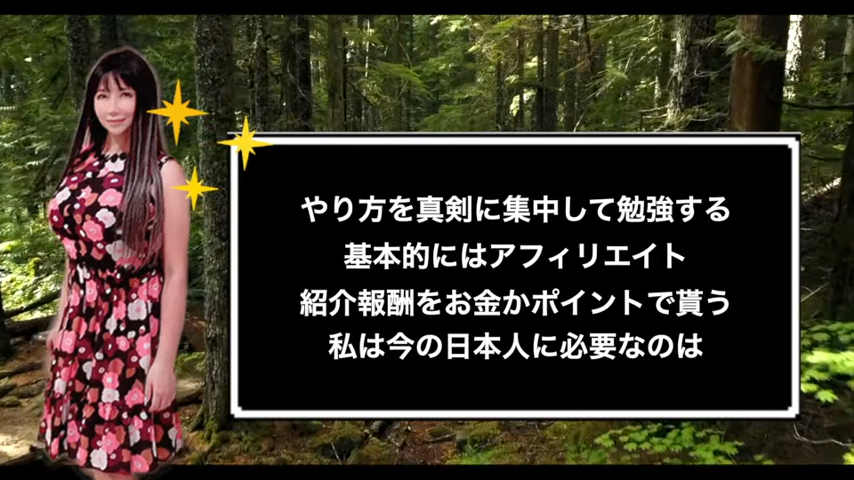 やり方を真剣に集中して勉強する
基本的にはアフィリエイト
紹介報酬をお金かポイントで貰う
私は今の日本人に必要なのは